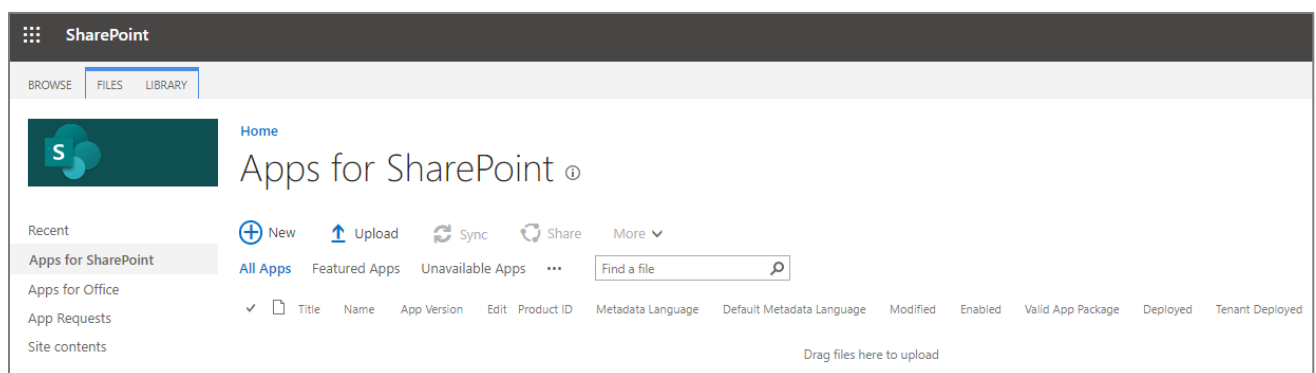 SharePoint
BROWSE FILES LIBRARY
S
Home
Apps for SharePoint
Recent
Apps for SharePoint
Apps for Office
App Requests
Site contents
New Upload Sync Share More
All Apps Featured Apps Unavailable Apps ... Find a file
Title Name App Version Edit Product ID Metadata Language Default Metadata Language Modified Enabled Valid App Package Deployed Tenant Deployed
Drag files here to upload